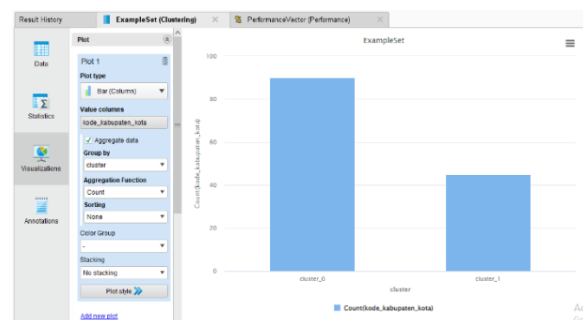 Result History
ExampleSet (Clustering)
PerformanceVector (Performance)
Data
Statistics
Visualizations
Annotations
Plot
Plot 1
Plot type
Bar (Column)
Value columns
kode_kabupaten_kota
Aggregate data
Group by
cluster
Aggregation Function
Count
Sorting
None
Color Group
-
Stacking
No stacking
Plot style
Add new plot
ExampleSet
Count(kode_kabupaten_kota)
100
80
60
40
20
0
cluster_0
cluster_1
cluster
Count(kode_kabupaten_kota)